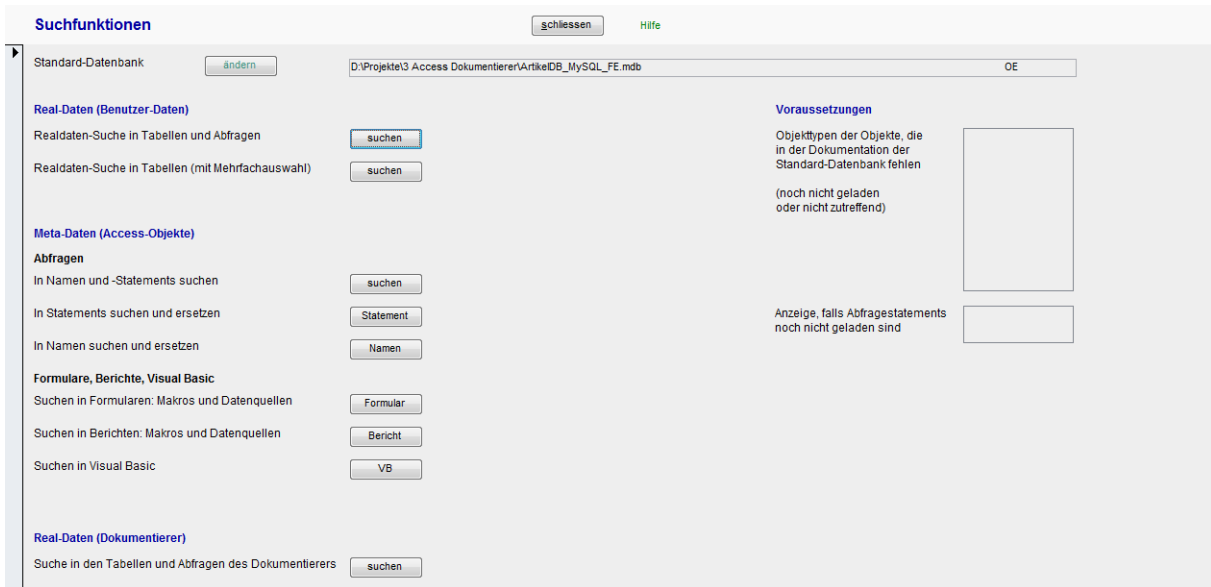 Suchfunktionen
schliessen
Hilfe
Standard-Datenbank
ändern
D:\Projekte\3 Access Dokumentierer\ArtikelDB_MySQL_FE.mdb
OE
Real-Daten (Benutzer-Daten)
Realdaten-Suche in Tabellen und Abfragen
suchen
Realdaten-Suche in Tabellen (mit Mehrfachauswahl)
suchen
Voraussetzungen
Objekttypen der Objekte, die
in der Dokumentation der
Standard-Datenbank fehlen
(noch nicht geladen
oder nicht zutreffend)
Meta-Daten (Access-Objekte)
Abfragen
In Namen und -Statements suchen
suchen
In Statements suchen und ersetzen
Statement
In Namen suchen und ersetzen
Namen
Anzeige, falls Abfragestatements
noch nicht geladen sind
Formulare, Berichte, Visual Basic
Suchen in Formularen: Makros und Datenquellen
Formular
Suchen in Berichten: Makros und Datenquellen
Bericht
Suchen in Visual Basic
VB
Real-Daten (Dokumentierer)
Suche in den Tabellen und Abfragen des Dokumentierers
suchen